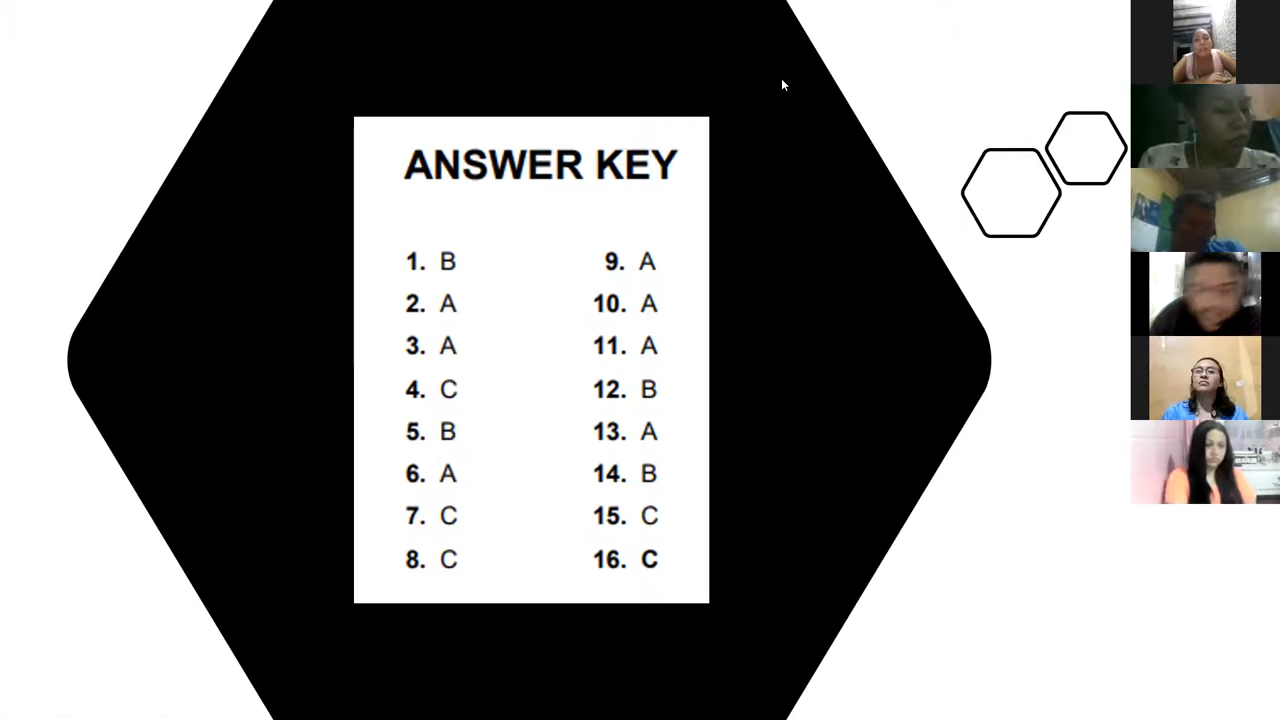 ANSWER KEY
1. B
2. A
3. A
4. C
5. B
6. A
7. C
8. C
9. A
10. A
11. A
12. B
13. A
14. B
15. C
16. C